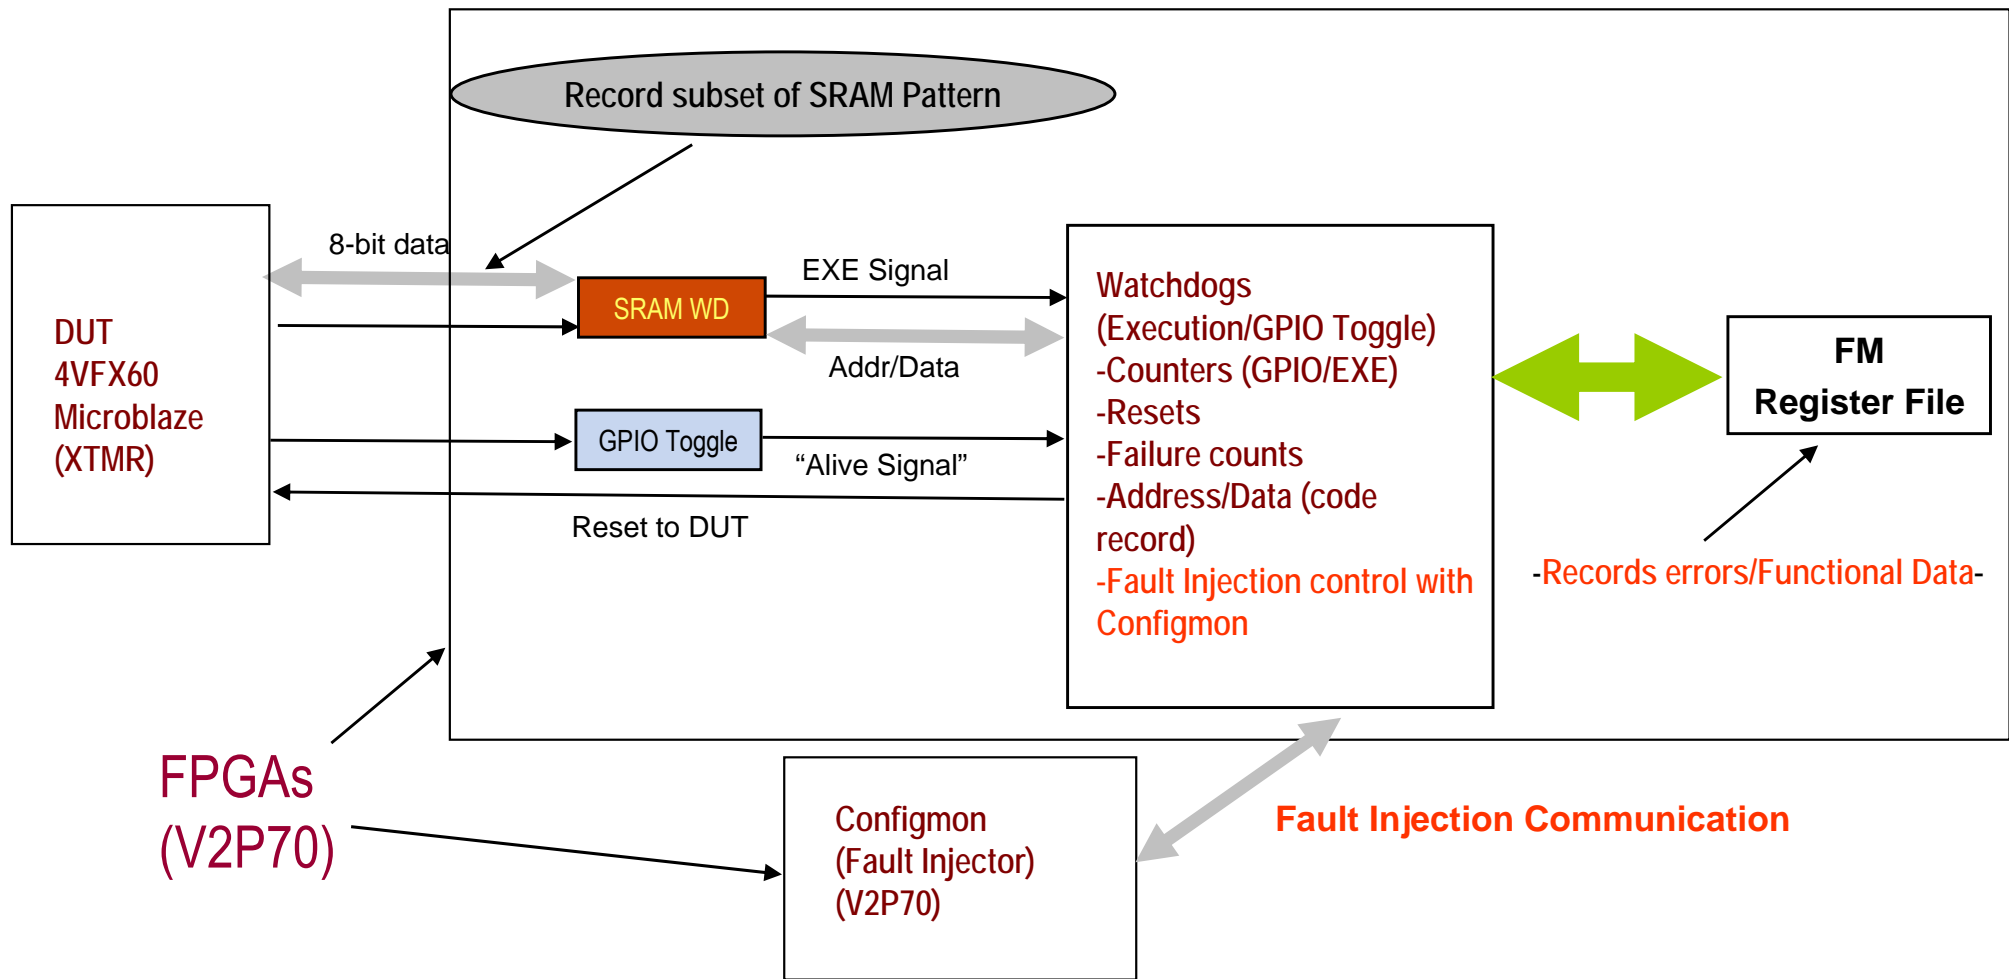 Record subset of SRAM Pattern
8-bit data
EXE Signal
SRAM WD
Addr/Data
DUT
4VFX60
Microblaze
(XTMR)
GPIO Toggle
“Alive Signal”
Reset to DUT
Watchdogs
(Execution/GPIO Toggle)
-Counters (GPIO/EXE)
-Resets
-Failure counts
-Address/Data (code
record)
-Fault Injection control with
Configmon
FM
Register File
-Records errors/Functional Data-
FPGAs
(V2P70)
Configmon
(Fault Injector)
(V2P70)
Fault Injection Communication